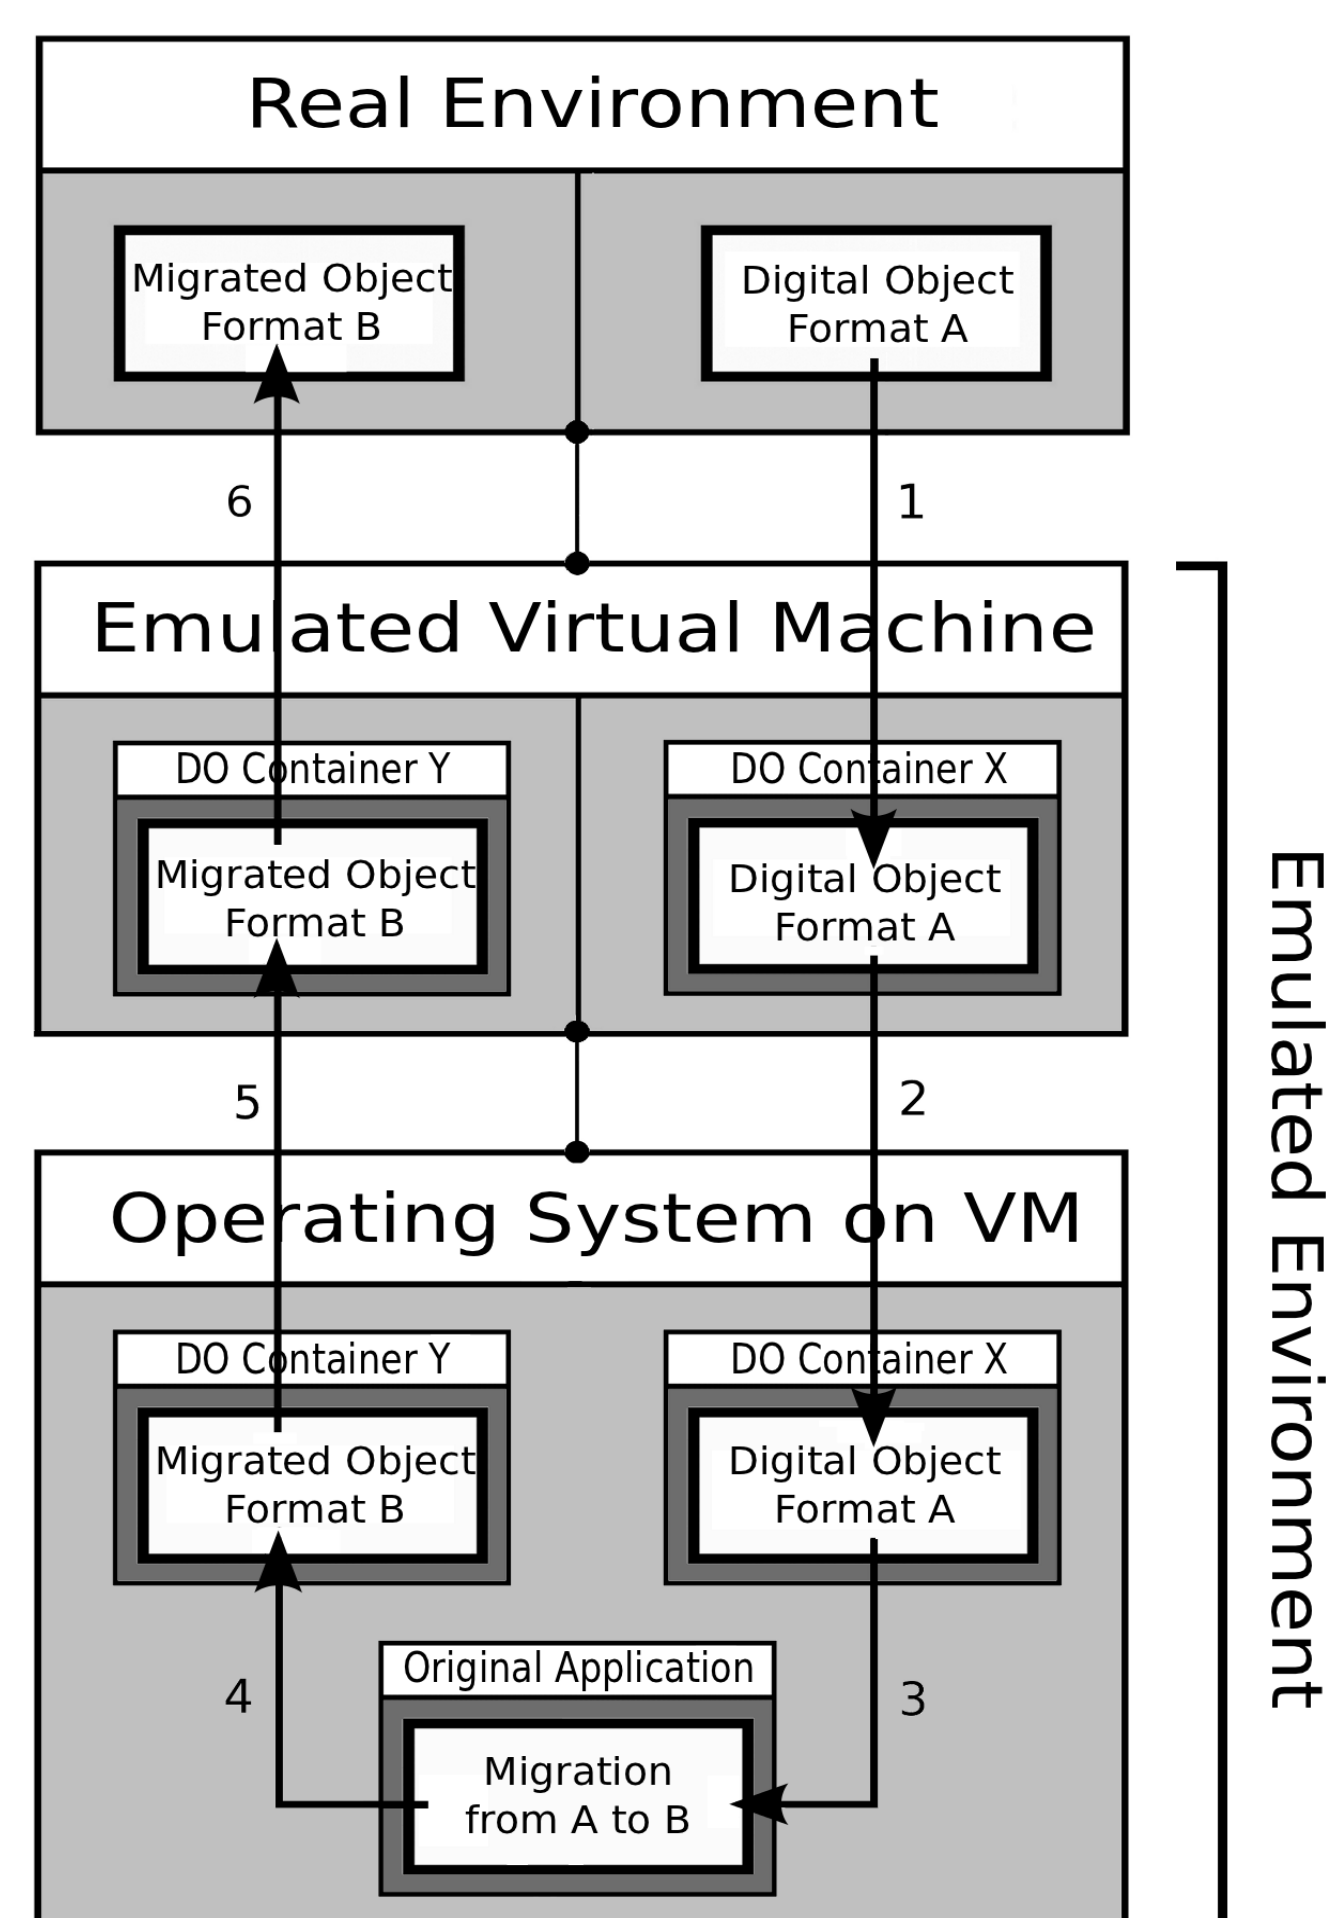 Real Environment
Migrated Object
Format B
Digital Object
Format A
6
1
Emulated Virtual Machine
DO Container Y
DO Container X
Migrated Object
Format B
Digital Object
Format A
5
2
Operating System on VM
DO Container Y
DO Container X
Migrated Object
Format B
Digital Object
Format A
Original Application
4
3
Migration
from A to B
Emulated Environment